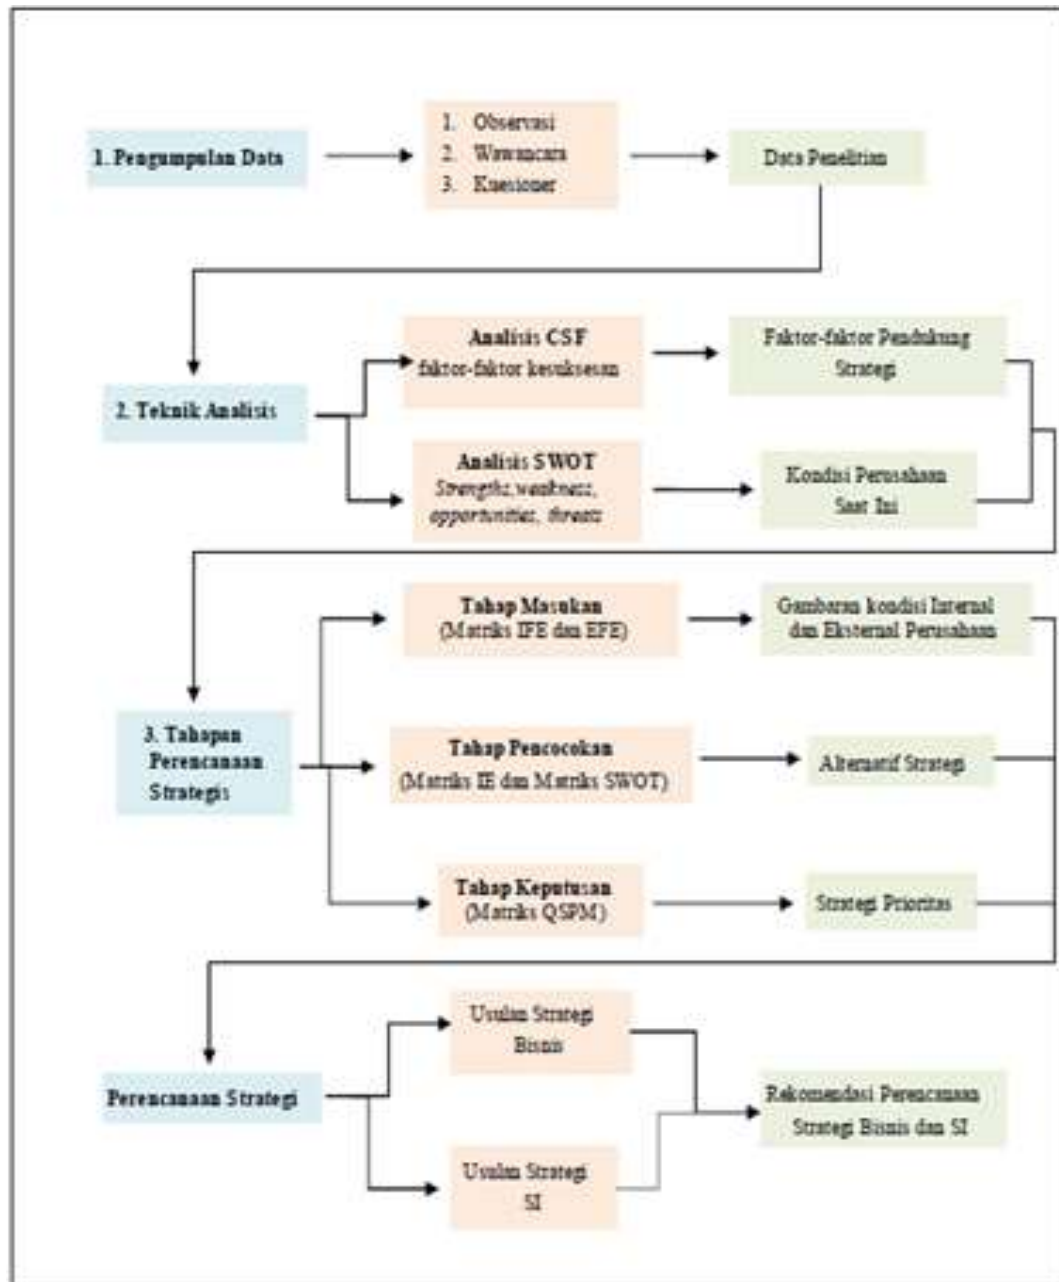 1. Pengumpulan Data
1. Observasi
2. Wawancara
3. Kuesioner
Data Penelitian
2. Teknik Analisis
Analisis CSF
faktor-faktor kesuksesan
Faktor-faktor Pendukung
Strategi
Analisis SWOT
Strengths, weakness,
opportunities, threats
Kondisi Perusahaan
Saat Ini
3. Tahapan
Perencanaan
Strategis
Tahap Masukan
(Matriks IFE dan EFE)
Gambaran kondisi Internal
dan Eksternal Perusahaan
Tahap Pencocokan
(Matriks IE dan Matriks SWOT)
Alternatif Strategi
Tahap Keputusan
(Matriks QSPM)
Strategi Prioritas
Perencanaan Strategi
Usulan Strategi
Bisnis
Usulan Strategi
SI
Rekomendasi Perencanaan
Strategi Bisnis dan SI